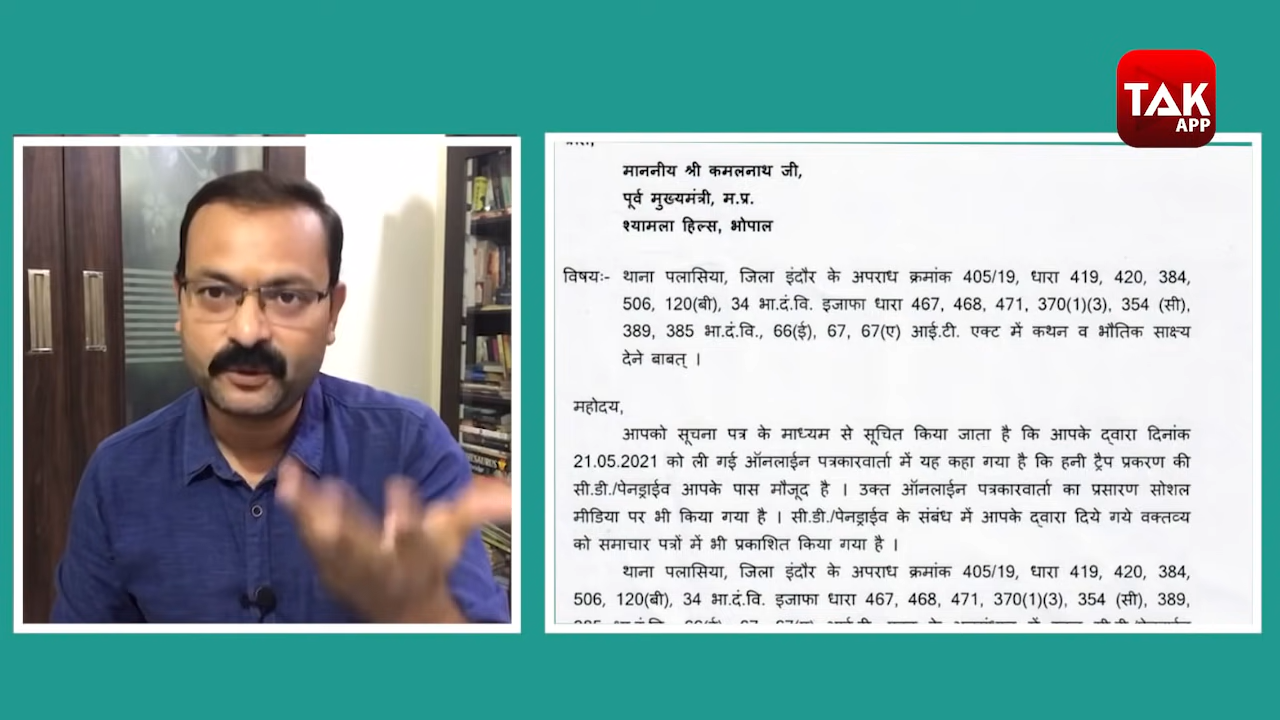 TAK
APP
माननीय श्री कमलनाथ जी,
पूर्व मुख्यमंत्री, म.प्र.
श्यामला हिल्स, भोपाल
विषयः- थाना पलासिया, जिला इंदौर के अपराध क्रमांक 405/19, धारा 419, 420, 384,
506, 120(बी), 34 भा.दं.वि. इजाफा धारा 467, 468, 471, 370(1)(3), 354 (सी),
389, 385 भा.दं.वि., 66(ई), 67, 67(ए) आई.टी. एक्ट में कथन व भौतिक साक्ष्य
देने बाबत् ।
महोदय,
आपको सूचना पत्र के माध्यम से सूचित किया जाता है कि आपके द्वारा दिनांक
21.05.2021 को ली गई ऑनलाईन पत्रकारवार्ता में यह कहा गया है कि हनी ट्रैप प्रकरण की
सी.डी./पेनड्राईव आपके पास मौजूद है । उक्त ऑनलाईन पत्रकारवार्ता का प्रसारण सोशल
मीडिया पर भी किया गया है । सी.डी./पेनड्राईव के संबंध में आपके द्वारा दिये गये वक्तव्य
को समाचार पत्रों में भी प्रकाशित किया गया है ।
थाना पलासिया, जिला इंदौर के अपराध क्रमांक 405/19, धारा 419, 420, 384,
506, 120(बी), 34 भा.दं.वि. इजाफा धारा 467, 468, 471, 370(1)(3), 354 (सी), 389,